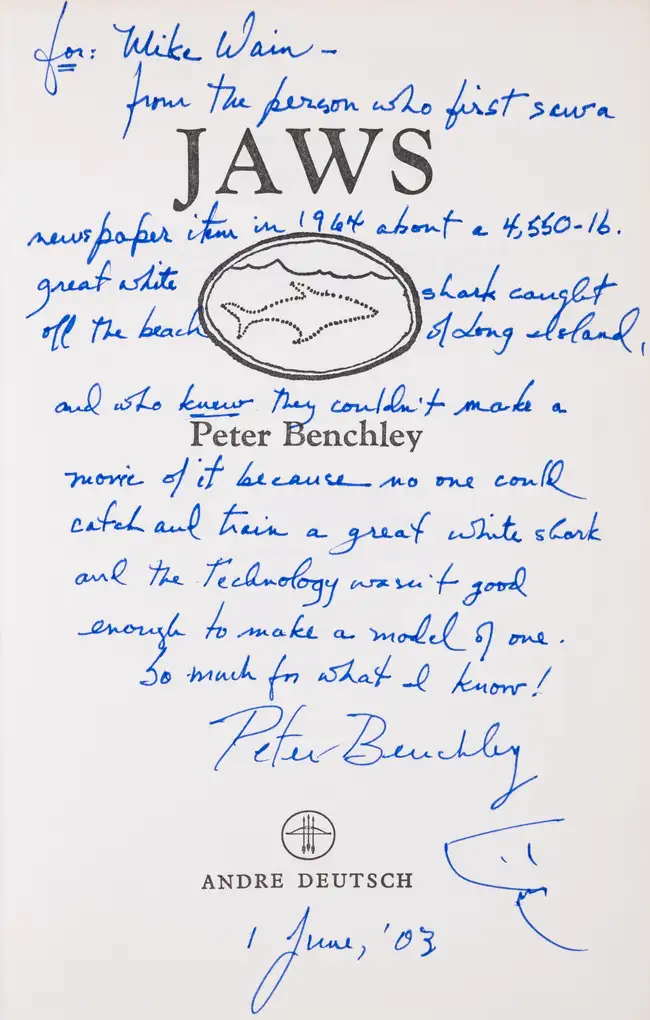 for: Mike Wain –
from the person who first saw a
JAWS
newspaper item in 1964 about a 4,550-lb.
great white shark caught
off the beach of Long Island,
and who knew they couldn't make a
Peter Benchley
movie of it because no one could
catch and train a great white shark
and the technology wasn't good
enough to make a model of one.
So much for what I know!
Peter Benchley
ANDRE DEUTSCH
1 June, '03